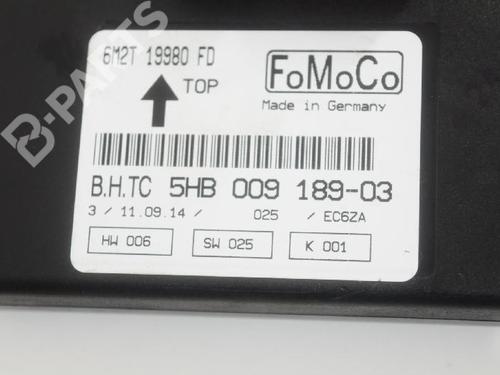 6M2T 19980 FD
TOP
FoMoCo
Made in Germany
B.H.TC 5HB 009 189-03
3 / 11.09.14 / 025 / EC6ZA
HW 006
SW 025
K 001
B-PARTS